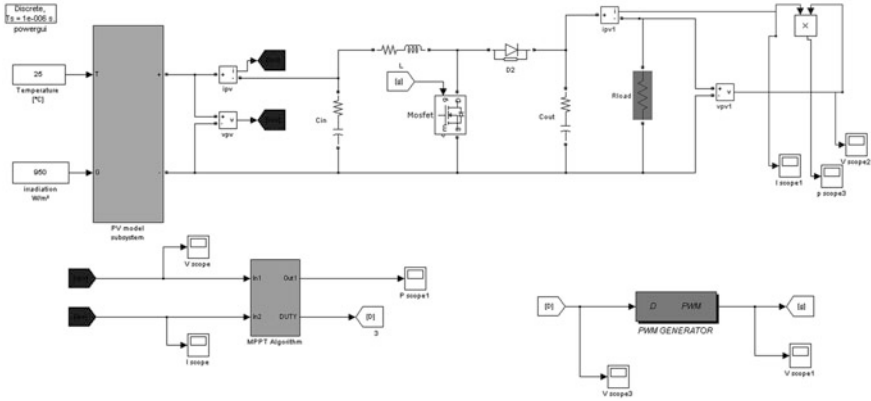 Discrete,
Ts = 1e-006 s.
powergui
25
Temperature
[°C]
950
irradiation
W/m²
T
G
+
-
PV model
subsystem
+
-
i
ipv
+
-
v
vpv
Cin
L
[g]
Mosfet
g
D2
Cout
+
-
i
ipv1
Rload
+
-
v
vpv1
×
I scope1
p scope3
V scope2
V scope
I scope
In1
In2
Out1
DUTY
MPPT Algorithm
P scope1
[D]
3
[D]
D
PWM
PWM GENERATOR
[g]
V scope3
V scope1